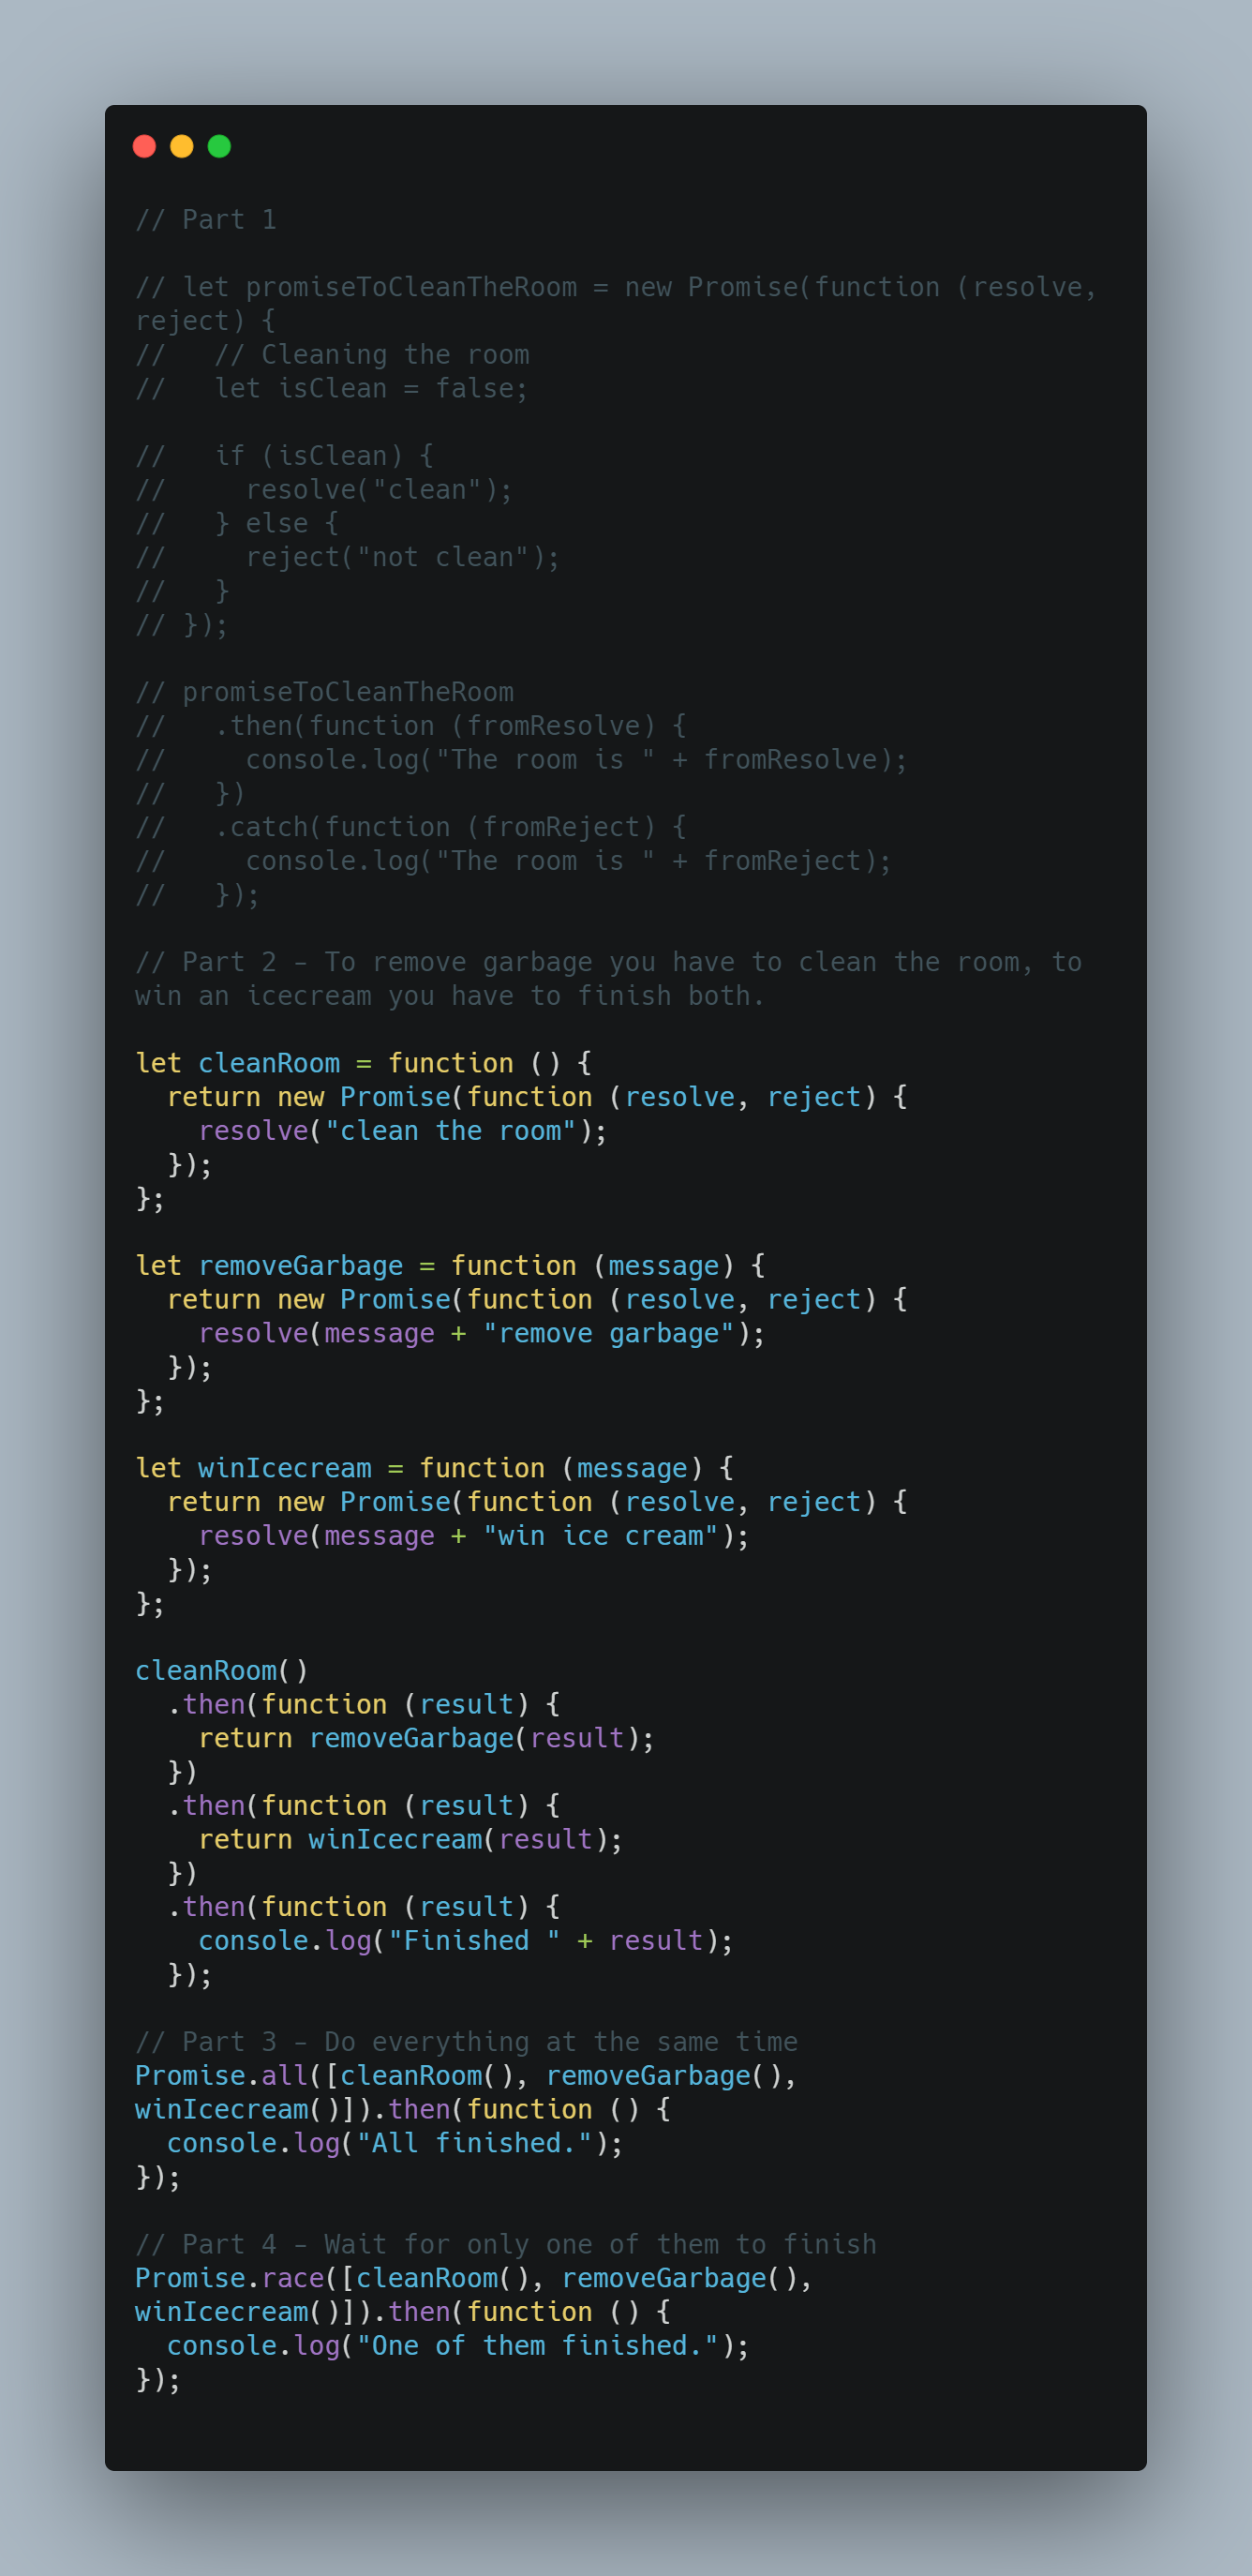 // Part 1

// let promiseToCleanTheRoom = new Promise(function (resolve,
reject) {
//   // Cleaning the room
//   let isClean = false;

//   if (isClean) {
//     resolve("clean");
//   } else {
//     reject("not clean");
//   }
// });

// promiseToCleanTheRoom
//   .then(function (fromResolve) {
//     console.log("The room is " + fromResolve);
//   })
//   .catch(function (fromReject) {
//     console.log("The room is " + fromReject);
//   });

// Part 2 - To remove garbage you have to clean the room, to
win an icecream you have to finish both.

let cleanRoom = function () {
  return new Promise(function (resolve, reject) {
    resolve("clean the room");
  });
};

let removeGarbage = function (message) {
  return new Promise(function (resolve, reject) {
    resolve(message + "remove garbage");
  });
};

let winIcecream = function (message) {
  return new Promise(function (resolve, reject) {
    resolve(message + "win ice cream");
  });
};

cleanRoom()
  .then(function (result) {
    return removeGarbage(result);
  })
  .then(function (result) {
    return winIcecream(result);
  })
  .then(function (result) {
    console.log("Finished " + result);
  });

// Part 3 - Do everything at the same time
Promise.all([cleanRoom(), removeGarbage(),
winIcecream()]).then(function () {
  console.log("All finished.");
});

// Part 4 - Wait for only one of them to finish
Promise.race([cleanRoom(), removeGarbage(),
winIcecream()]).then(function () {
  console.log("One of them finished.");
});